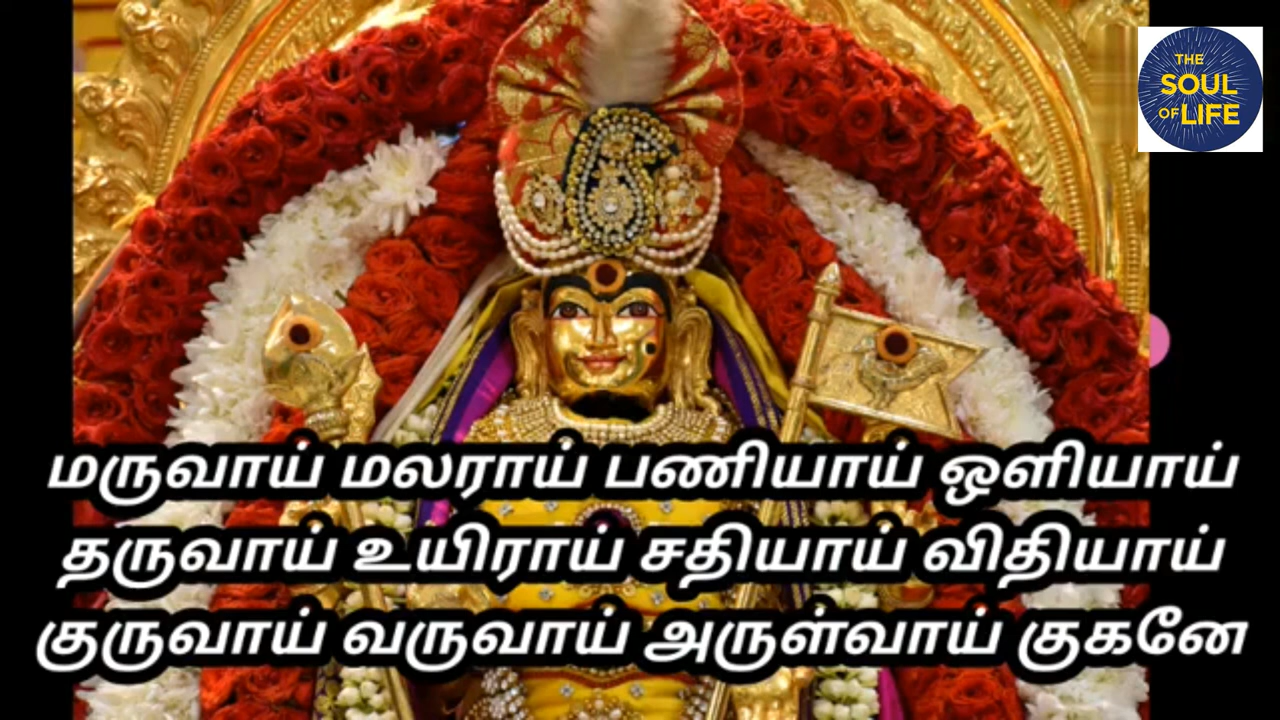 THE
SOUL
OF LIFE
மருவாய் மலராய் பணியாய் ஒளியாய்
தருவாய் உயிராய் சதியாய் விதியாய்
குருவாய் வருவாய் அருள்வாய் குகனே